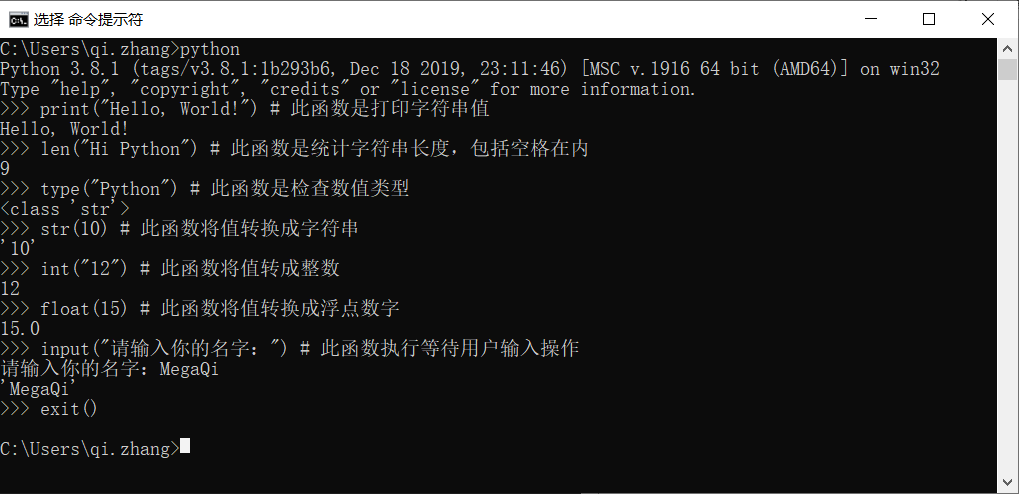 选择 命令提示符
C:\Users\qi.zhang>python
Python 3.8.1 (tags/v3.8.1:1b293b6, Dec 18 2019, 23:11:46) [MSC v.1916 64 bit (AMD64)] on win32
Type "help", "copyright", "credits" or "license" for more information.
>>> print("Hello, World!") # 此函数是打印字符串值
Hello, World!
>>> len("Hi Python") # 此函数是统计字符串长度，包括空格在内
9
>>> type("Python") # 此函数是检查数值类型
<class 'str'>
>>> str(10) # 此函数将值转换成字符串
'10'
>>> int("12") # 此函数将值转成整数
12
>>> float(15) # 此函数将值转换成浮点数字
15.0
>>> input("请输入你的名字：") # 此函数执行等待用户输入操作
请输入你的名字：MegaQi
'MegaQi'
>>> exit()
C:\Users\qi.zhang>